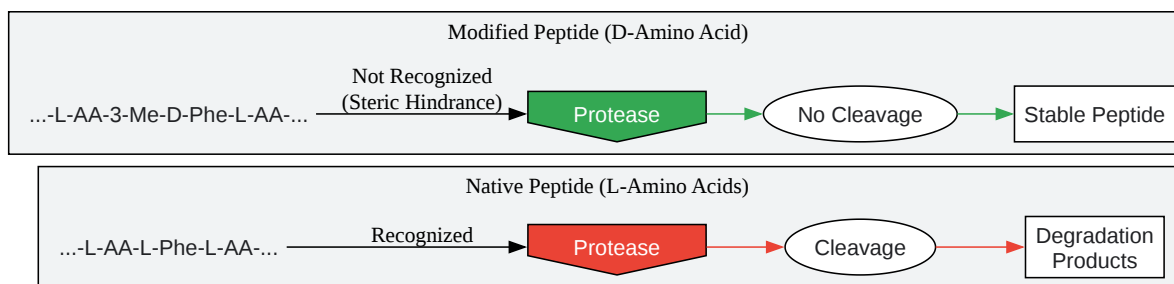 Modified Peptide (D-Amino Acid)
Not Recognized
(Steric Hindrance)
...-L-AA-3-Me-D-Phe-L-AA-...
Protease
No Cleavage
Stable Peptide
Native Peptide (L-Amino Acids)
...-L-AA-L-Phe-L-AA-...
Recognized
Protease
Cleavage
Degradation
Products